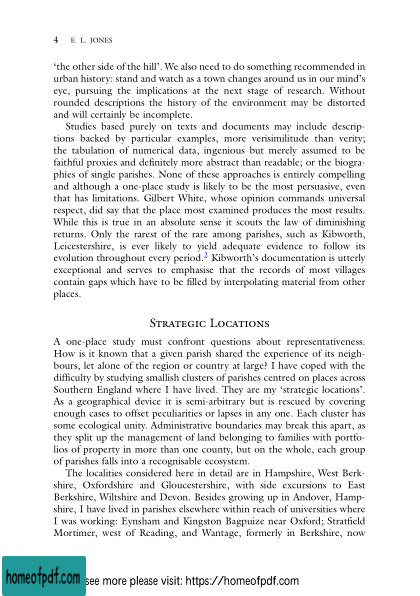 4 E. L. JONES
‘the other side of the hill’. We also need to do something recommended in
urban history: stand and watch as a town changes around us in our mind’s
eye, pursuing the implications at the next stage of research. Without
rounded descriptions the history of the environment may be distorted
and will certainly be incomplete.
Studies based purely on texts and documents may include descrip-
tions backed by particular examples, more verisimilitude than verity;
the tabulation of numerical data, ingenious but merely assumed to be
faithful proxies and definitely more abstract than readable; or the biogra-
phies of single parishes. None of these approaches is entirely compelling
and although a one-place study is likely to be the most persuasive, even
that has limitations. Gilbert White, whose opinion commands universal
respect, did say that the place most examined produces the most results.
While this is true in an absolute sense it scouts the law of diminishing
returns. Only the rarest of the rare among parishes, such as Kibworth,
Leicestershire, is ever likely to yield adequate evidence to follow its
evolution throughout every period.2 Kibworth’s documentation is utterly
exceptional and serves to emphasise that the records of most villages
contain gaps which have to be filled by interpolating material from other
places.
Strategic Locations
A one-place study must confront questions about representativeness.
How is it known that a given parish shared the experience of its neigh-
bours, let alone of the region or country at large? I have coped with the
difficulty by studying smallish clusters of parishes centred on places across
Southern England where I have lived. They are my ‘strategic locations’.
As a geographical device it is semi-arbitrary but is rescued by covering
enough cases to offset peculiarities or lapses in any one. Each cluster has
some ecological unity. Administrative boundaries may break this apart, as
they split up the management of land belonging to families with portfo-
lios of property in more than one county, but on the whole, each group
of parishes falls into a recognisable ecosystem.
The localities considered here in detail are in Hampshire, West Berk-
shire, Oxfordshire and Gloucestershire, with side excursions to East
Berkshire, Wiltshire and Devon. Besides growing up in Andover, Hamp-
shire, I have lived in parishes elsewhere within reach of universities where
I was working: Eynsham and Kingston Bagpuize near Oxford; Stratfield
Mortimer, west of Reading, and Wantage, formerly in Berkshire, now
homeofpdf.com see more please visit: https://homeofpdf.com